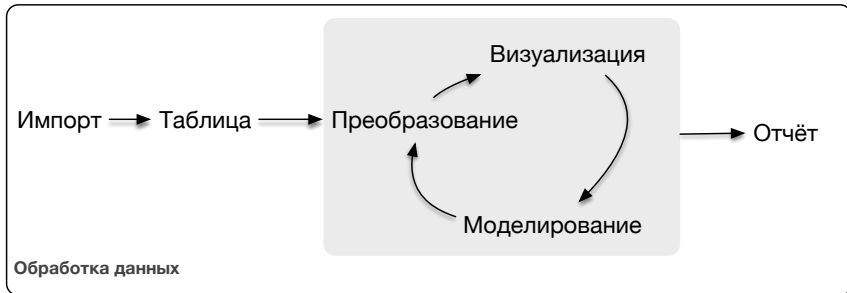 Визуализация
Импорт
Таблица
Преобразование
Отчёт
Моделирование
Обработка данных